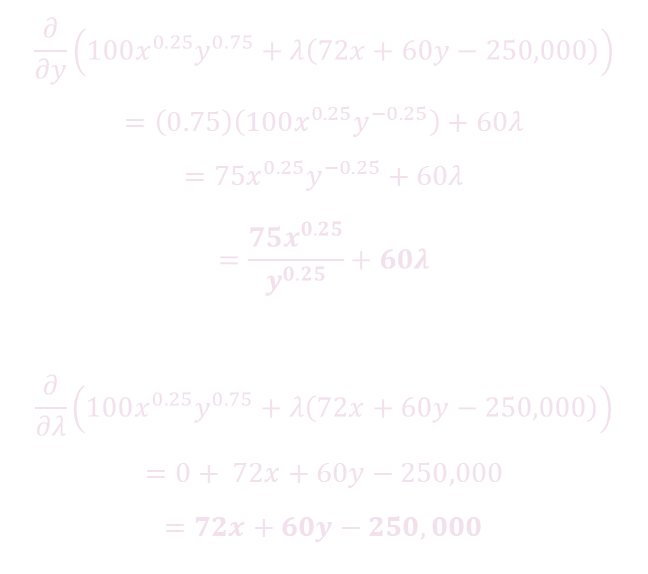 ∂/∂y (100x^0.25 y^0.75 + λ(72x + 60y − 250,000))
= (0.75)(100x^0.25 y^−0.25) + 60λ
= 75x^0.25 y^−0.25 + 60λ
= 75x^0.25 / y^0.25 + 60λ
∂/∂λ (100x^0.25 y^0.75 + λ(72x + 60y − 250,000))
= 0 + 72x + 60y − 250,000
= 72x + 60y − 250,000